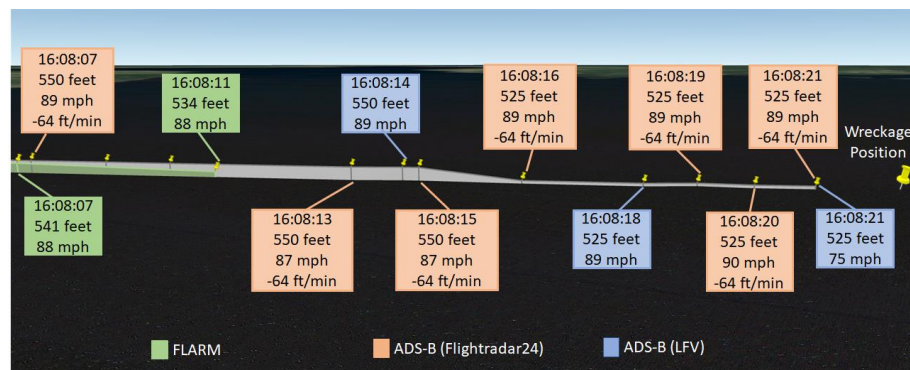 16:08:07
550 feet
89 mph
-64 ft/min
16:08:11
534 feet
88 mph
16:08:14
550 feet
89 mph
16:08:16
525 feet
89 mph
-64 ft/min
16:08:19
525 feet
89 mph
-64 ft/min
16:08:21
525 feet
89 mph
-64 ft/min
Wreckage
Position
16:08:07
541 feet
88 mph
16:08:13
550 feet
87 mph
-64 ft/min
16:08:15
550 feet
87 mph
-64 ft/min
16:08:18
525 feet
89 mph
16:08:20
525 feet
90 mph
-64 ft/min
16:08:21
525 feet
75 mph
FLARM
ADS-B (Flightradar24)
ADS-B (LFV)